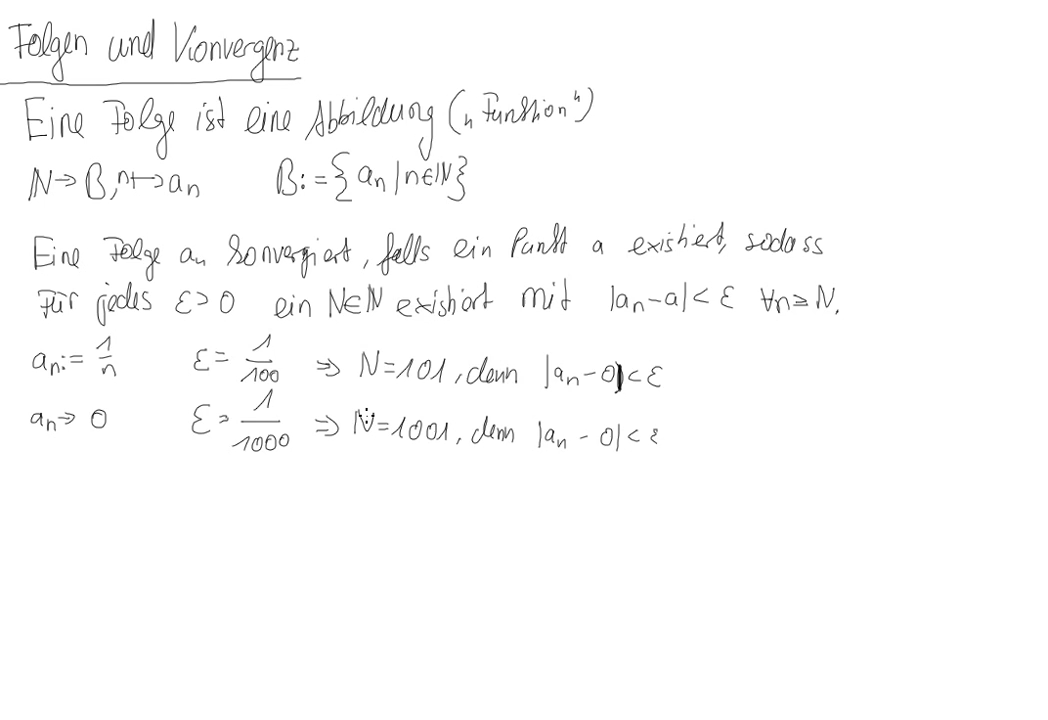 Folgen und Konvergenz
Eine Folge ist eine Abbildung („Funktion“)
N → B, n ↦ aₙ B := { aₙ | n ∈ ℕ }
Eine Folge aₙ konvergiert, falls ein Punkt a existiert, sodass
Für jedes ε > 0 ein N ∈ ℕ existiert mit |aₙ - a| < ε ∀n ≥ N.
aₙ := 1/n ε = 1/100 ⇒ N = 101, denn |aₙ - 0| < ε
aₙ → 0 ε = 1/1000 ⇒ N = 1001, denn |aₙ - 0| < ε